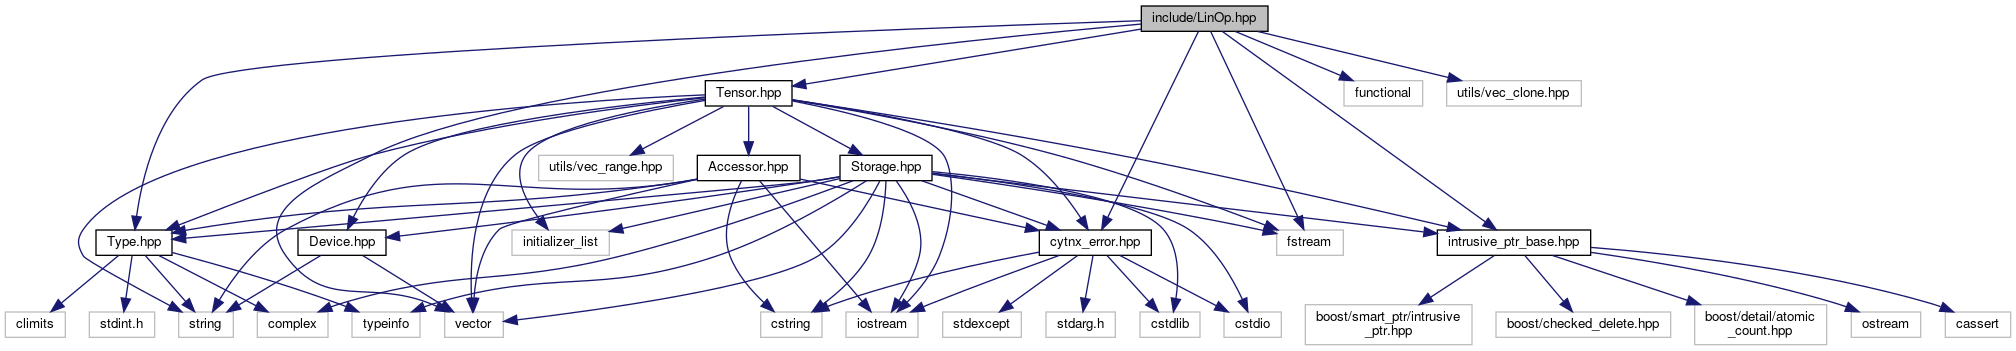 include/LinOp.hpp
Tensor.hpp
functional
utils/vec_clone.hpp
utils/vec_range.hpp
Accessor.hpp
Storage.hpp
Type.hpp
Device.hpp
initializer_list
cytnx_error.hpp
fstream
intrusive_ptr_base.hpp
climits
stdint.h
string
complex
typeinfo
vector
cstring
iostream
stdexcept
stdarg.h
cstdlib
cstdio
boost/smart_ptr/intrusive
_ptr.hpp
boost/checked_delete.hpp
boost/detail/atomic
_count.hpp
ostream
cassert